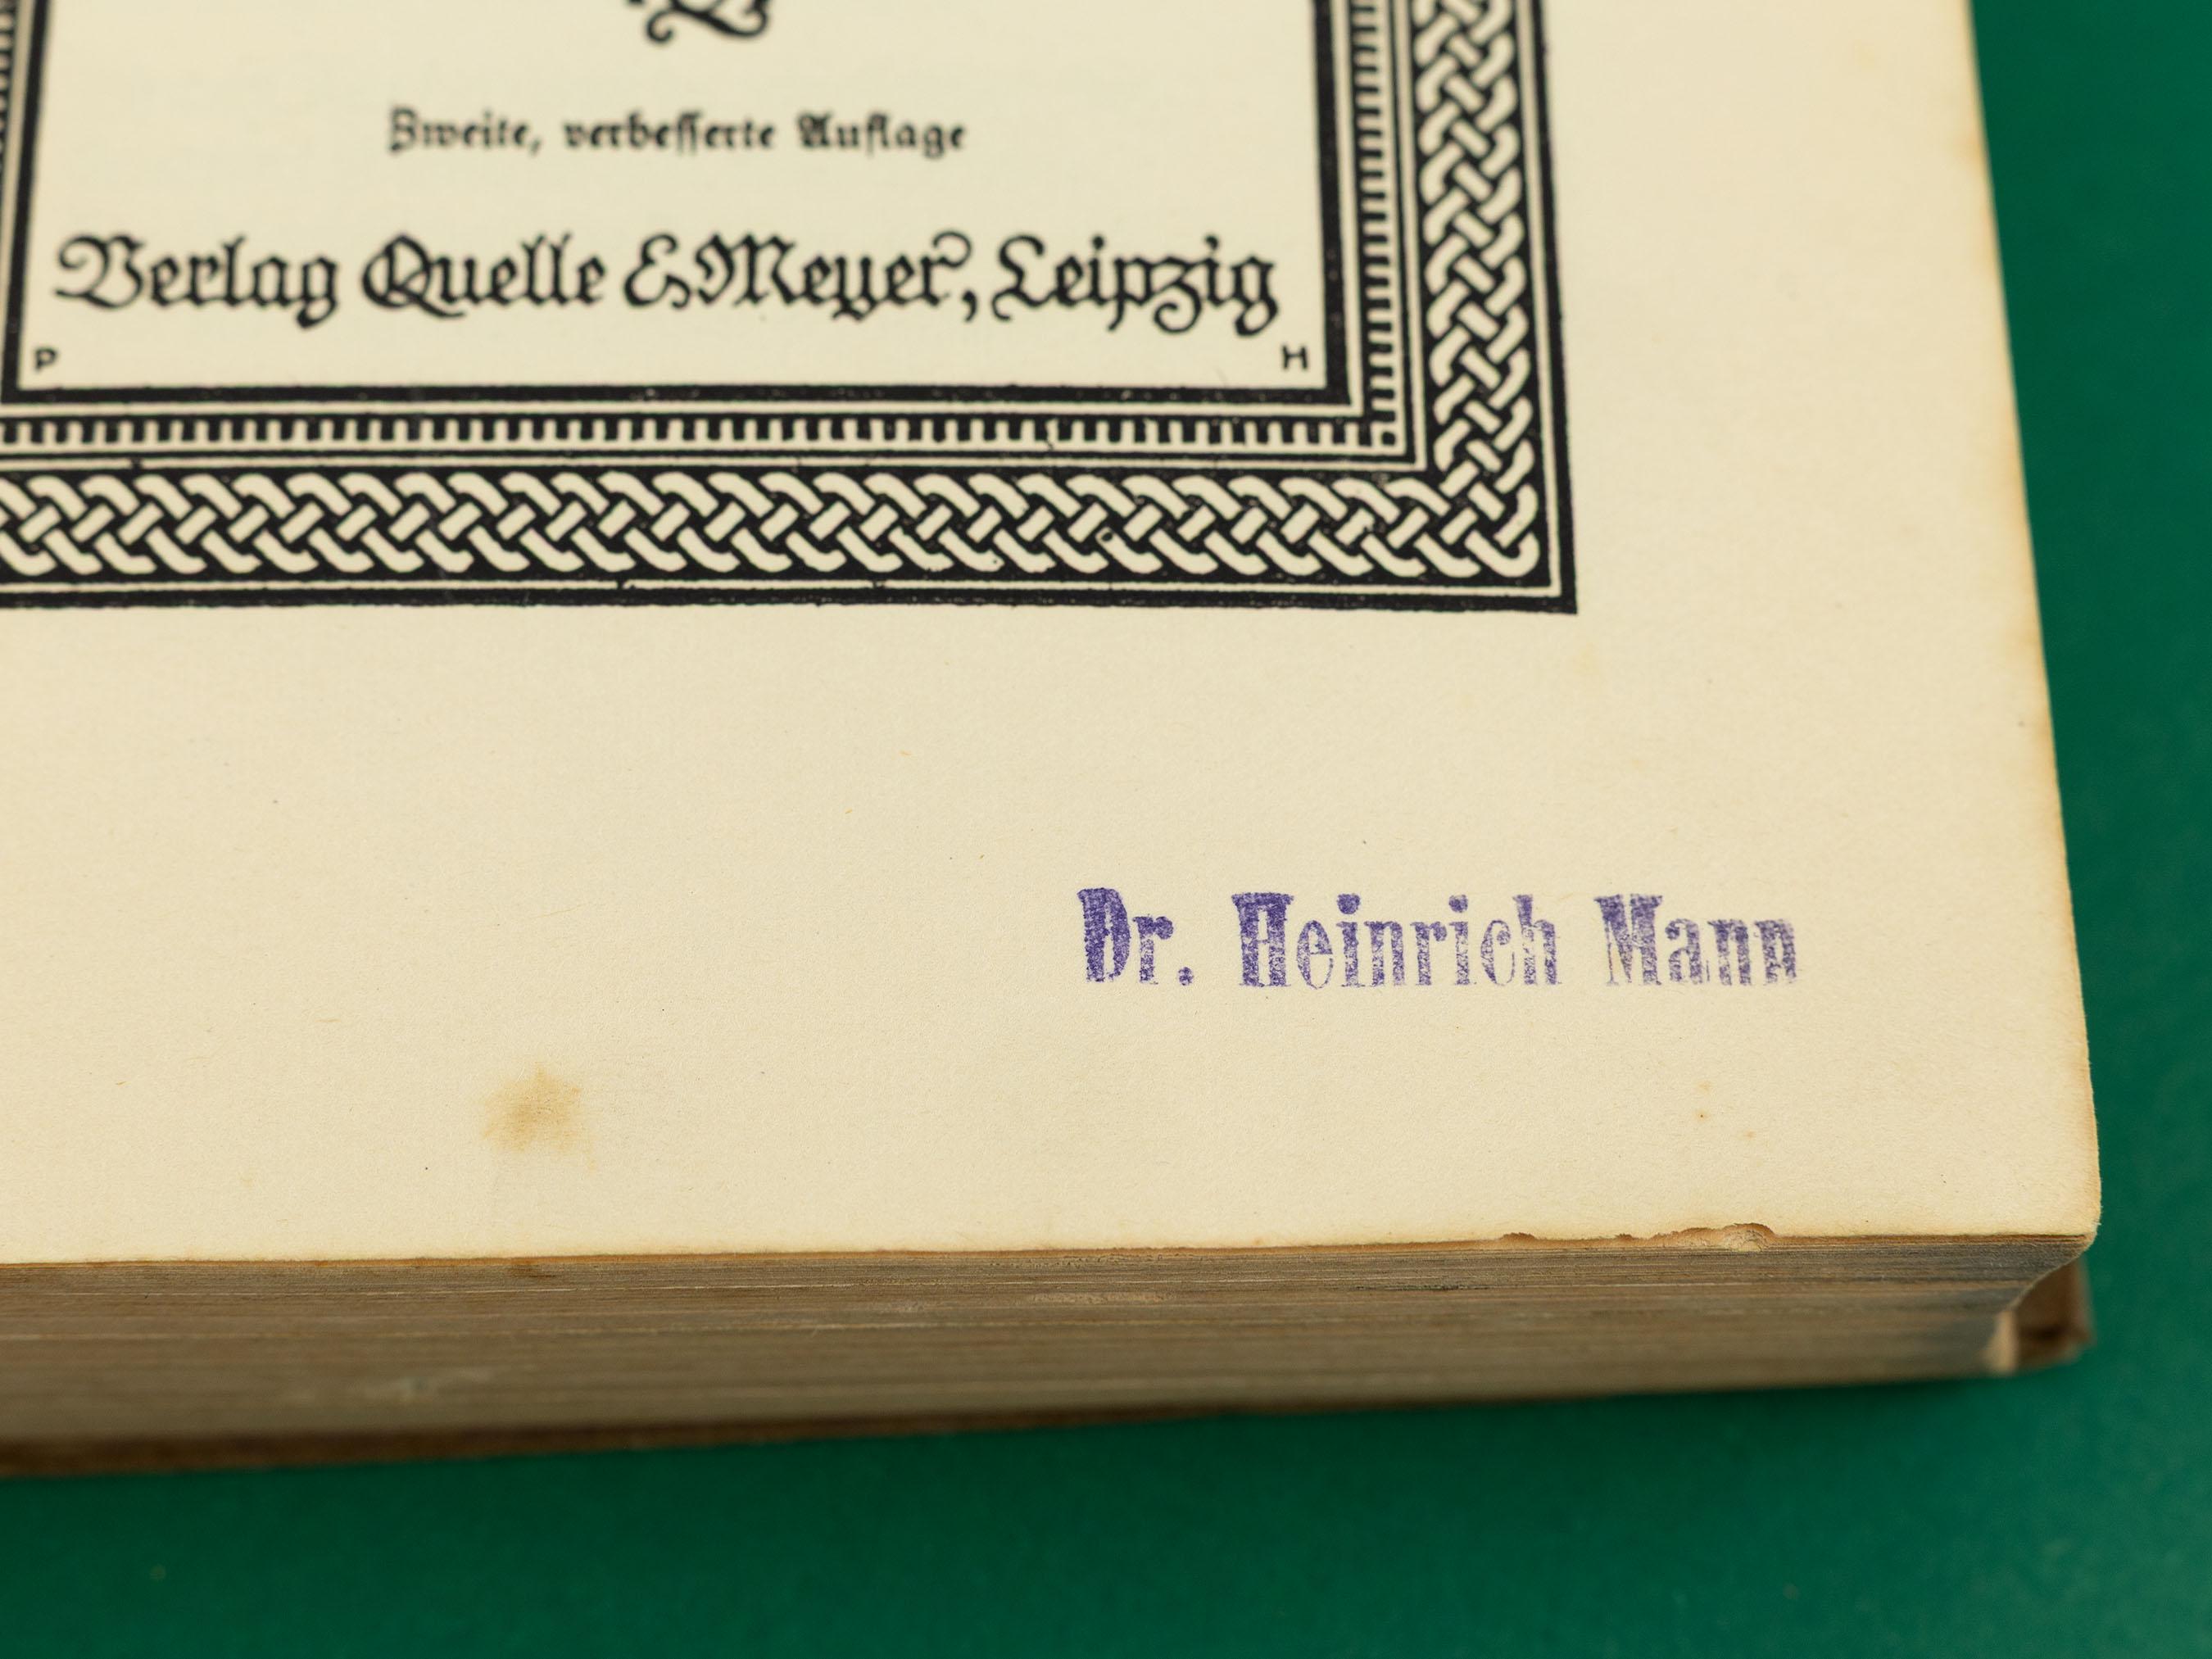 Zweite, verbesserte Auflage
Verlag Quelle & Meyer, Leipzig
P H
Dr. Heinrich Mann